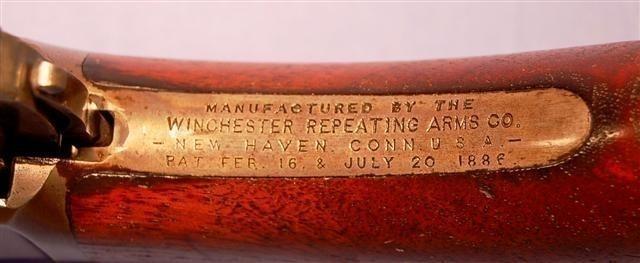 MANUFACTURED BY THE
WINCHESTER REPEATING ARMS CO.
- NEW HAVEN. CONN. U.S.A. -
PAT. FEB. 16. & JULY 20. 1886.